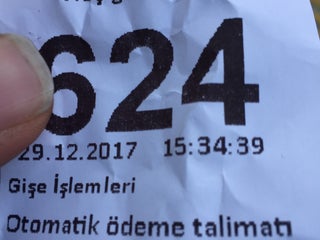 624
29.12.2017 15:34:39
Gişe İşlemleri
Otomatik ödeme talimatı